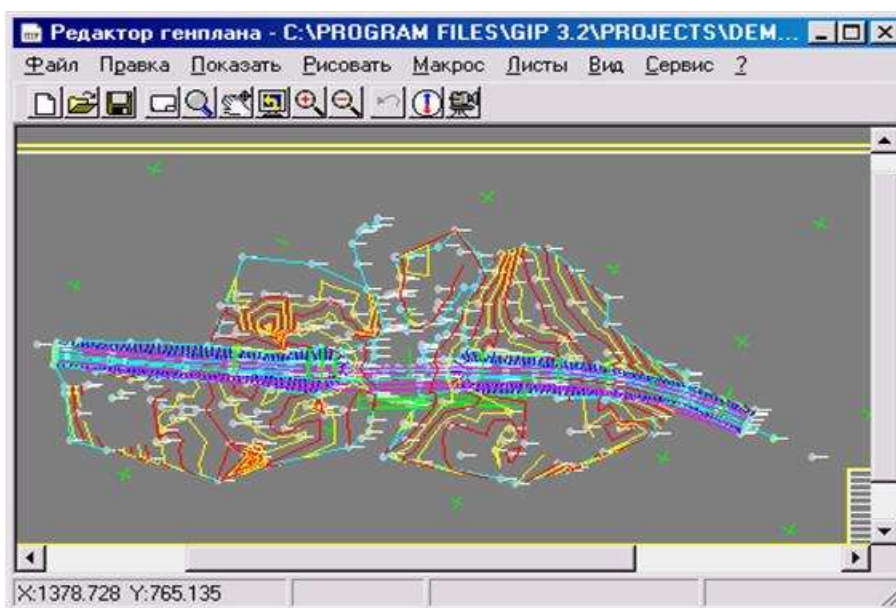 Редактор генплана - C:\PROGRAM FILES\GIP 3.2\PROJECTS\DEM...
Файл Правка Показать Рисовать Макрос Листы Вид Сервис ?
X:1378.728 Y:765.135